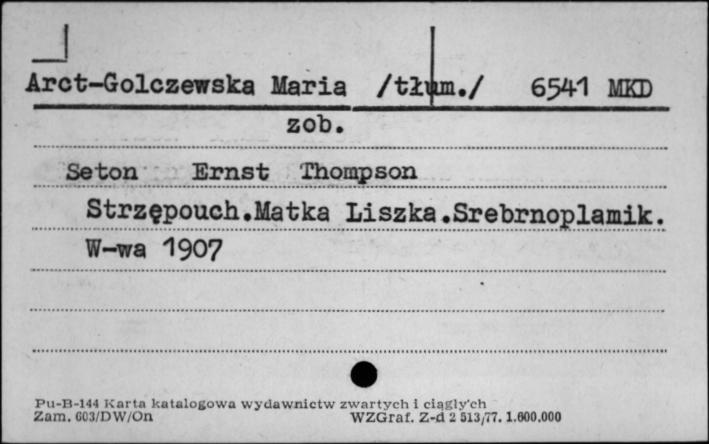 Arct-Golczewska Maria /tłum./ 6541 MKD
zob.
Seton Ernst Thompson
Strzępouch.Matka Liszka.Srebrnoplamik.
W-wa 1907
Pu-B-144 Karta katalogowa wydawnictw zwartych i ciągłych
Zam. 603/DW/On WZGraf. Z-d 2 513/77. 1.600.000